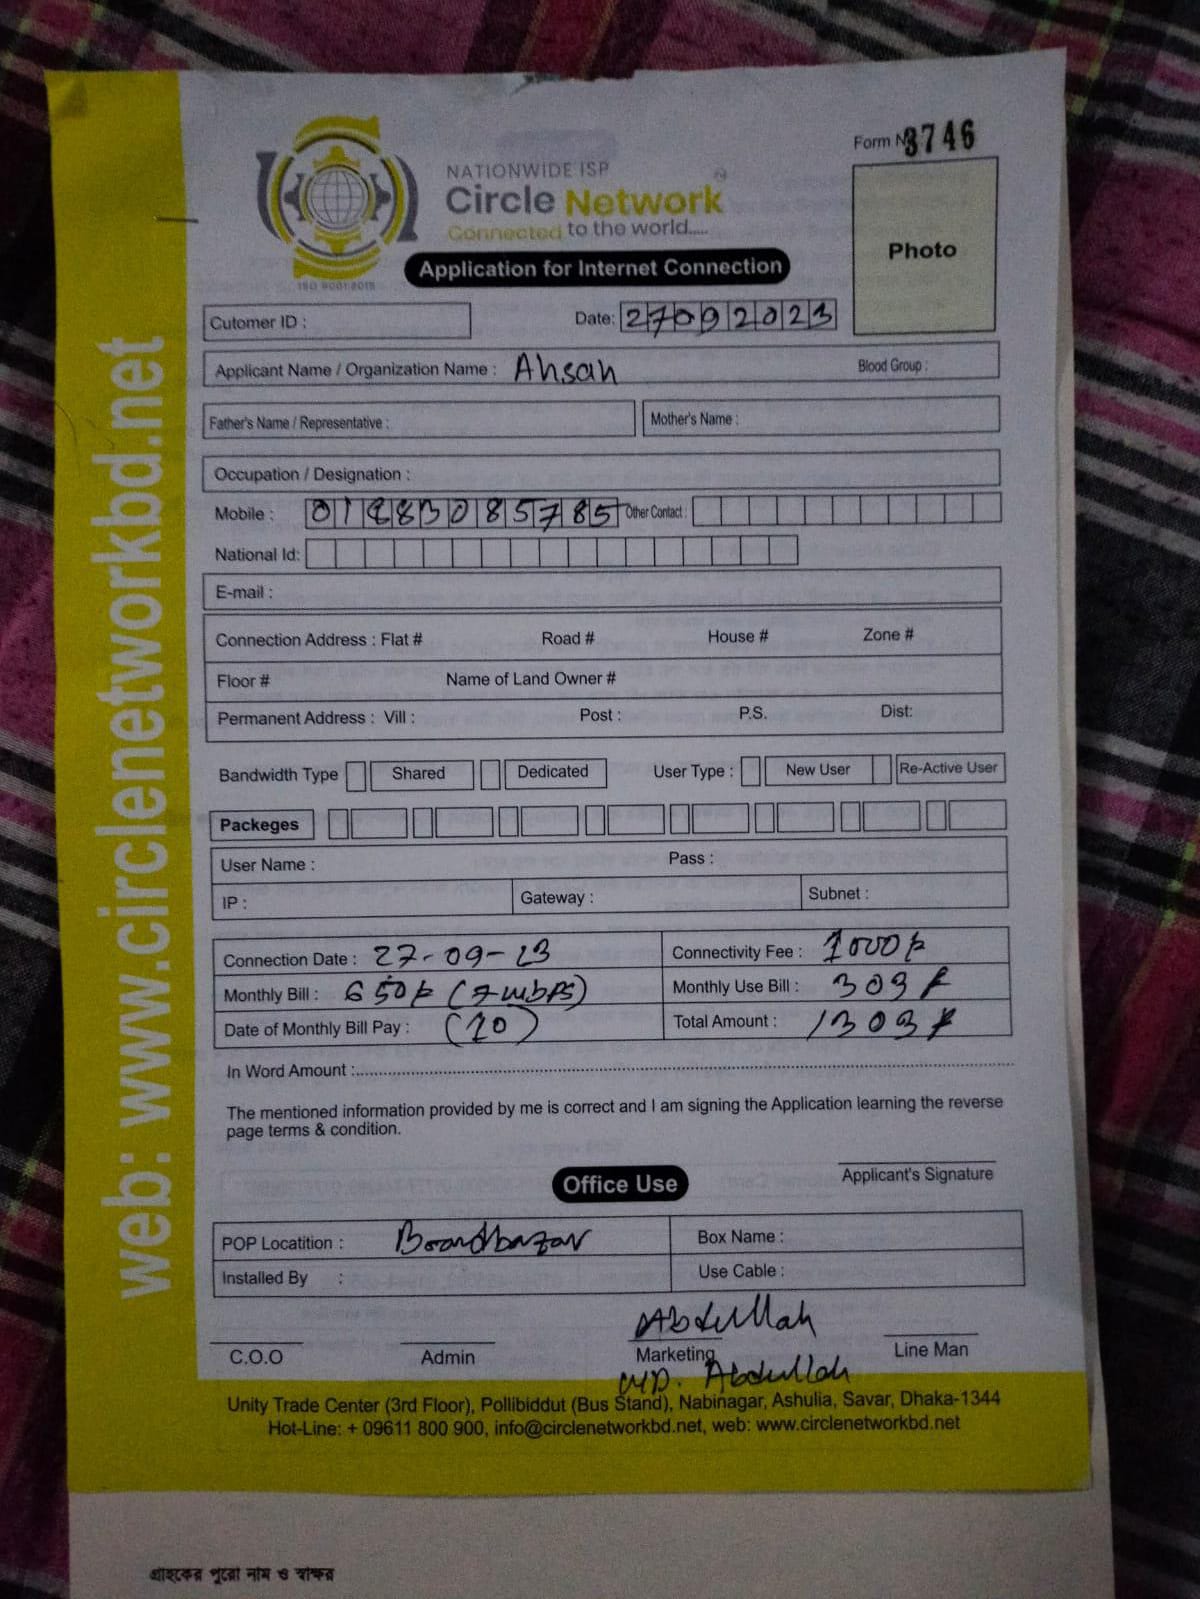 Form N 3746
NATIONWIDE ISP
Circle Network
Connected to the world.....
ISO 9001:2015
Application for Internet Connection
Photo
Cutomer ID :
Date: 27092023
Applicant Name / Organization Name : Ahsan
Blood Group :
Father's Name / Representative :
Mother's Name :
Occupation / Designation :
Mobile : Other Contact :
National Id:
E-mail :
Connection Address : Flat # Road # House # Zone #
Floor # Name of Land Owner #
Permanent Address : Vill : Post : P.S. Dist:
Bandwidth Type Shared Dedicated User Type : New User Re-Active User
Packeges
User Name : Pass :
IP : Gateway : Subnet :
Connection Date : 27-09-23 Connectivity Fee : 1000৳
Monthly Bill : 650৳ (7 mbps) Monthly Use Bill : 303৳
Date of Monthly Bill Pay : (10) Total Amount : 1303৳
In Word Amount :
The mentioned information provided by me is correct and I am signing the Application learning the reverse
page terms & condition.
Applicant's Signature
Office Use
POP Locatition : Boardbazar Box Name :
Installed By : Use Cable :
Abdullah
C.O.O Admin Marketing Line Man
MD. Abdullah
Unity Trade Center (3rd Floor), Pollibiddut (Bus Stand), Nabinagar, Ashulia, Savar, Dhaka-1344
Hot-Line: + 09611 800 900, info@circlenetworkbd.net, web: www.circlenetworkbd.net
web: www.circlenetworkbd.net
গ্রাহকের পুরো নাম ও স্বাক্ষর